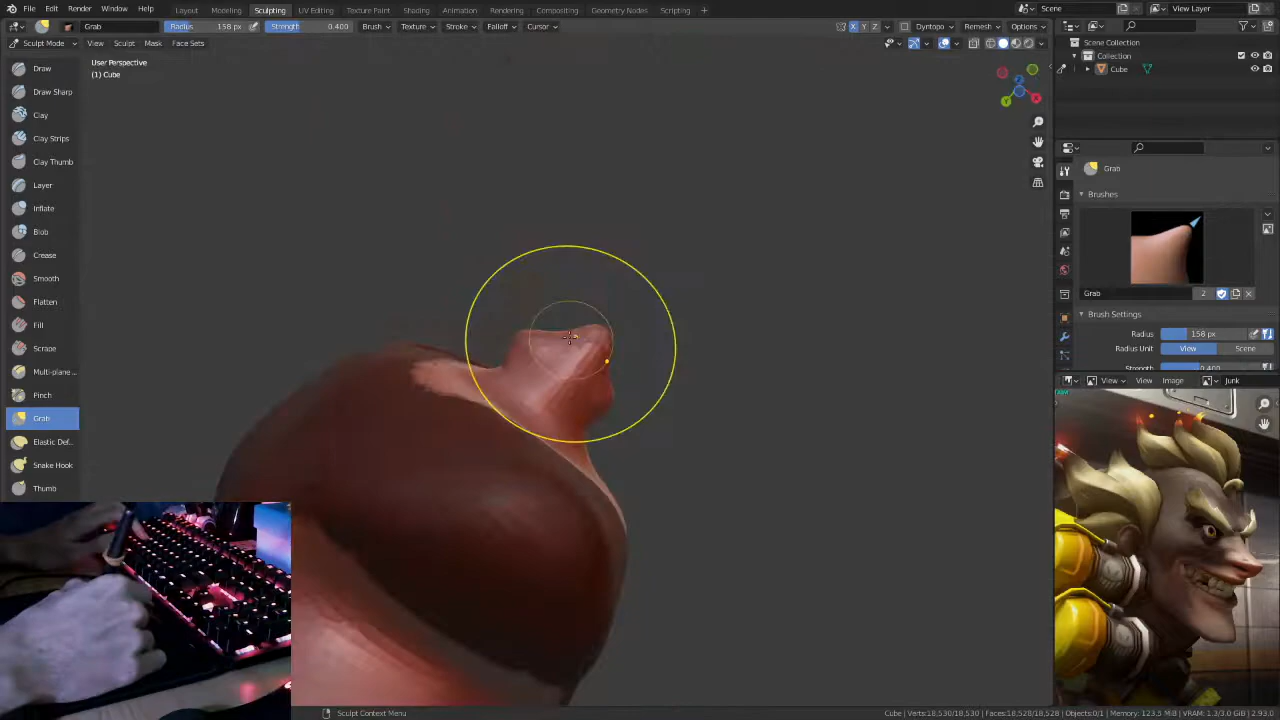 File Edit Render Window Help
Layout Modeling Sculpting UV Editing Texture Paint Shading Animation Rendering Compositing Geometry Nodes Scripting
Scene View Layer
Grab Radius 158 px Strength 0.400 Brush Texture Stroke Falloff Cursor X Y Z Dyntopo Remesh Options
Sculpt Mode View Sculpt Mask Face Sets
User Perspective
(1) Cube
Draw
Draw Sharp
Clay
Clay Strips
Clay Thumb
Layer
Inflate
Blob
Crease
Smooth
Flatten
Fill
Scrape
Multi-plane ...
Pinch
Grab
Elastic Def...
Snake Hook
Thumb
Scene Collection
Collection
Cube
Grab
Brushes
Grab 2
Brush Settings
Radius 158 px
Radius Unit View Scene
Strength 0.400
View View Image Junk
Sculpt Context Menu
Cube | Verts:18,530/18,530 | Faces:18,528/18,528 | Objects:0/1 | Memory: 123.5 MiB | VRAM: 1.3/3.0 GiB | 2.93.0